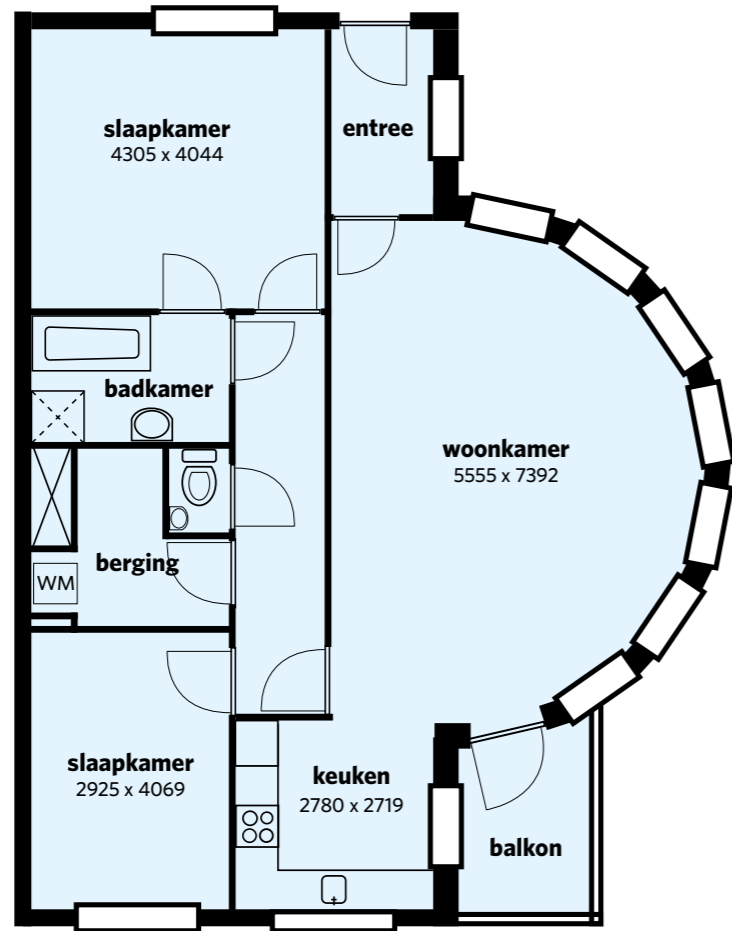 slaapkamer
4305 x 4044
entree
badkamer
woonkamer
5555 x 7392
berging
WM
slaapkamer
2925 x 4069
keuken
2780 x 2719
balkon